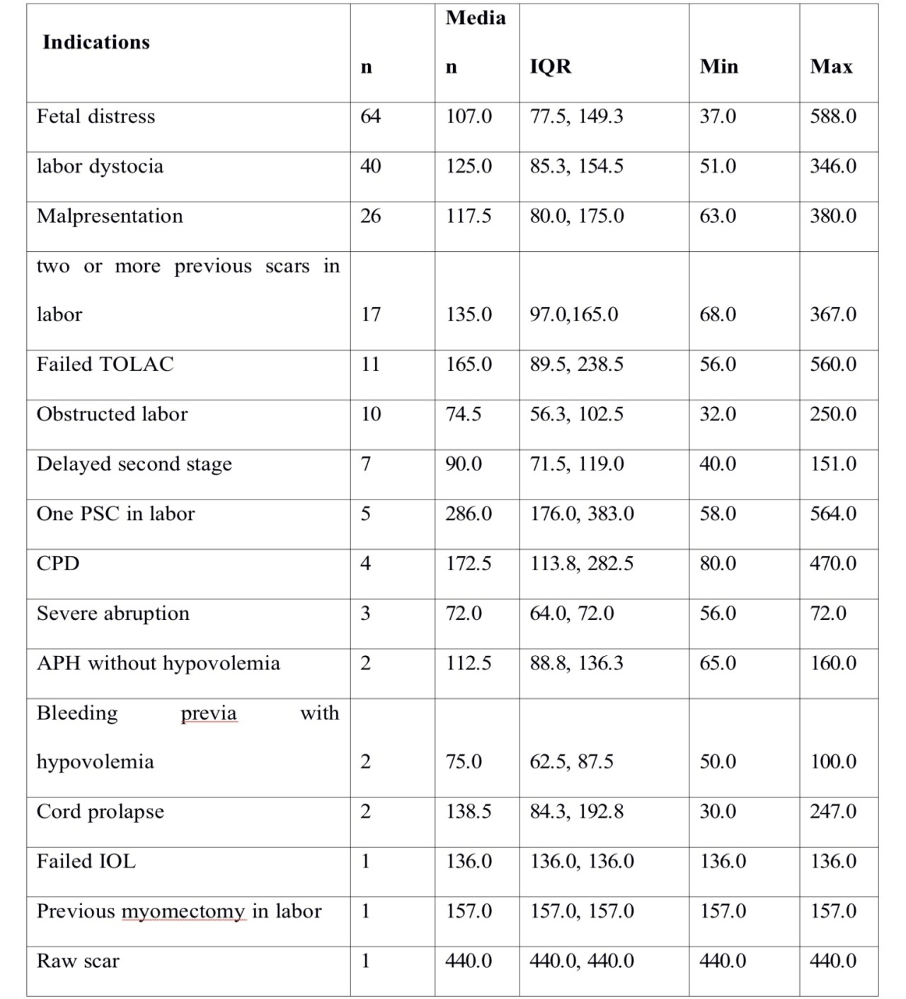 Indications n Media n IQR Min Max
Fetal distress 64 107.0 77.5, 149.3 37.0 588.0
labor dystocia 40 125.0 85.3, 154.5 51.0 346.0
Malpresentation 26 117.5 80.0, 175.0 63.0 380.0
two or more previous scars in
labor 17 135.0 97.0,165.0 68.0 367.0
Failed TOLAC 11 165.0 89.5, 238.5 56.0 560.0
Obstructed labor 10 74.5 56.3, 102.5 32.0 250.0
Delayed second stage 7 90.0 71.5, 119.0 40.0 151.0
One PSC in labor 5 286.0 176.0, 383.0 58.0 564.0
CPD 4 172.5 113.8, 282.5 80.0 470.0
Severe abruption 3 72.0 64.0, 72.0 56.0 72.0
APH without hypovolemia 2 112.5 88.8, 136.3 65.0 160.0
Bleeding previa with
hypovolemia 2 75.0 62.5, 87.5 50.0 100.0
Cord prolapse 2 138.5 84.3, 192.8 30.0 247.0
Failed IOL 1 136.0 136.0, 136.0 136.0 136.0
Previous myomectomy in labor 1 157.0 157.0, 157.0 157.0 157.0
Raw scar 1 440.0 440.0, 440.0 440.0 440.0